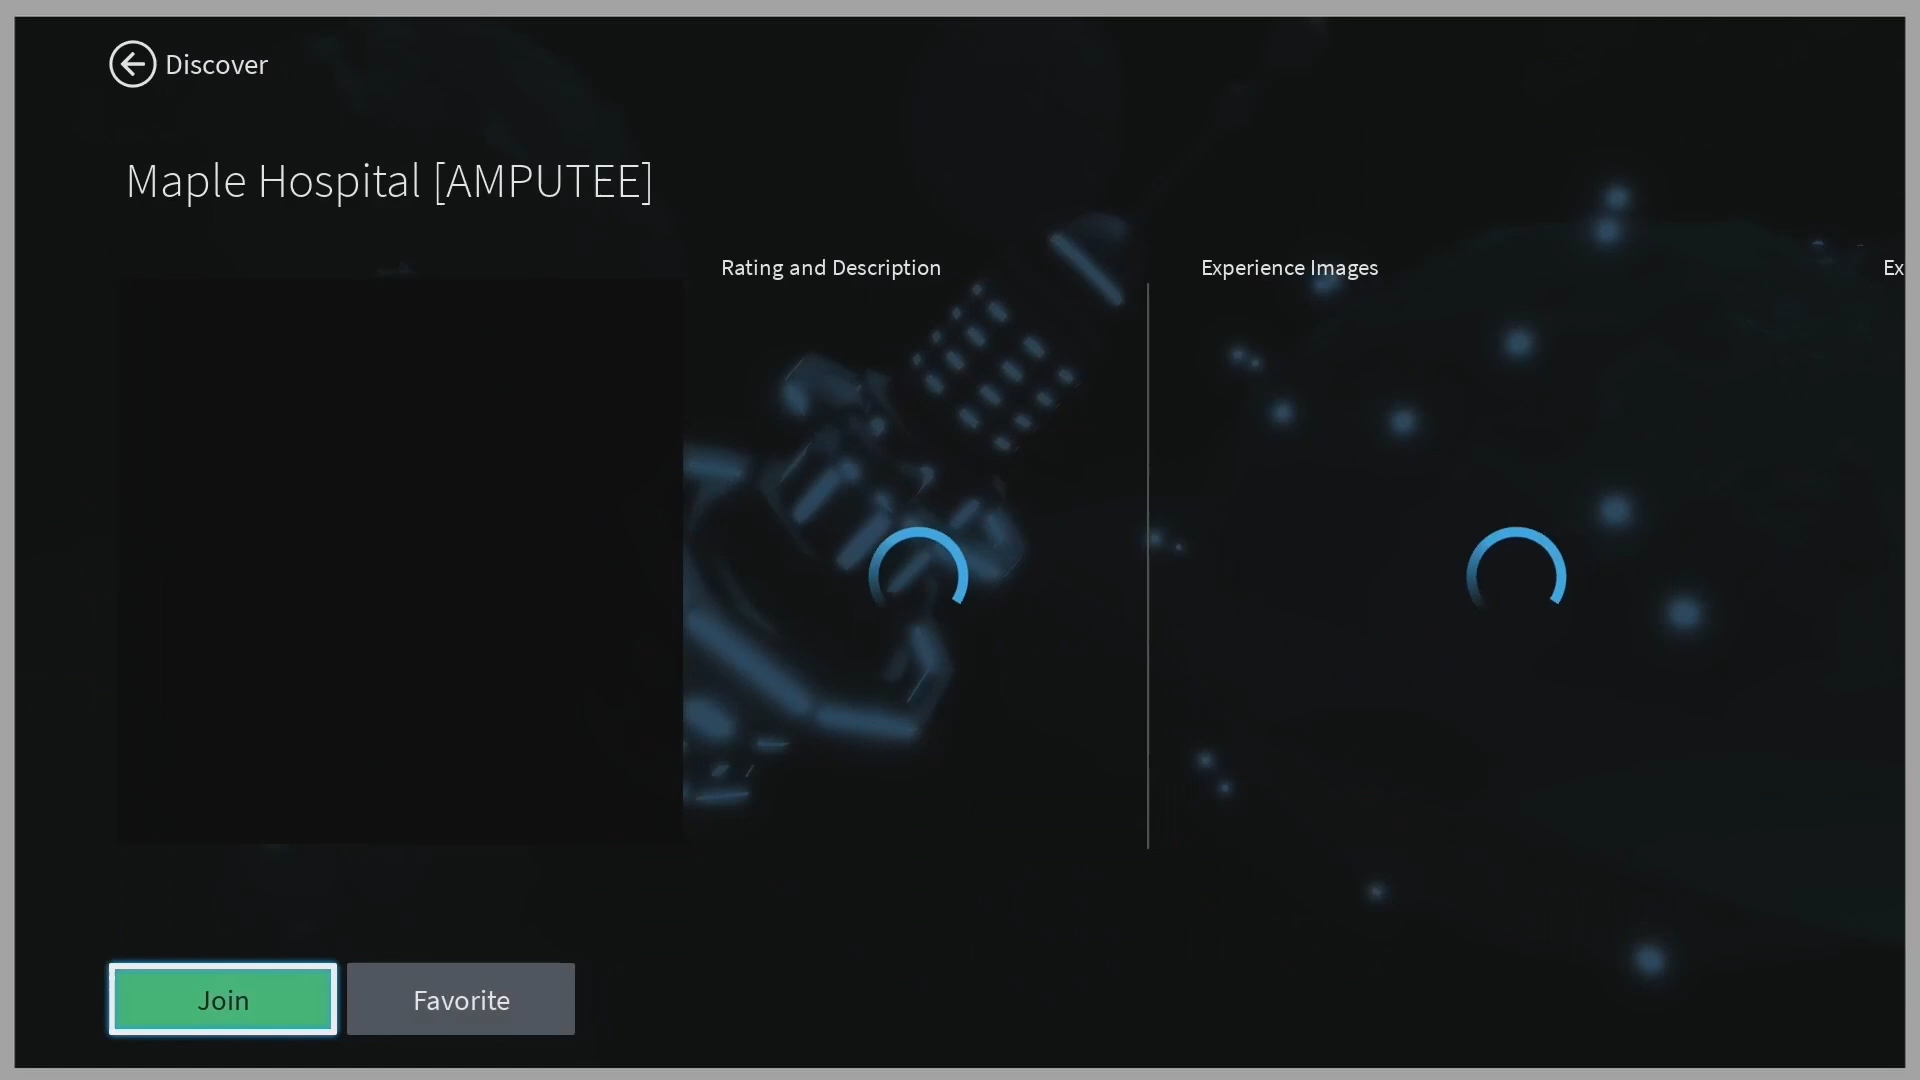 Discover
Maple Hospital [AMPUTEE]
Rating and Description
Experience Images
Ex
Join
Favorite